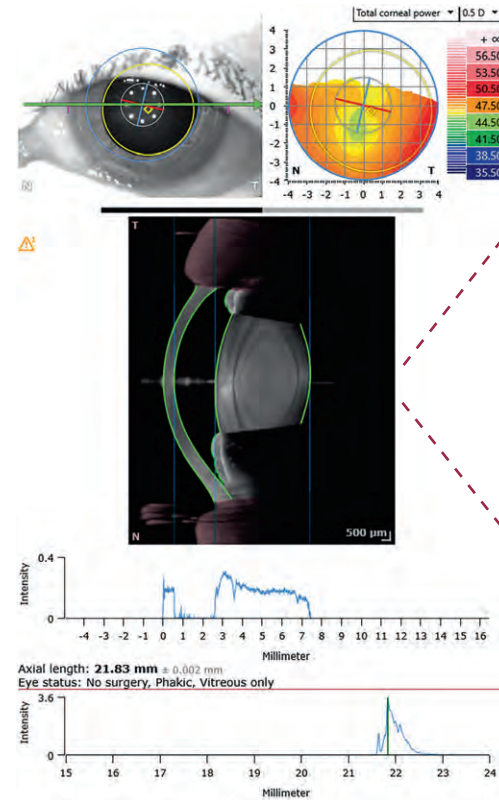 Total corneal power 0.5 D
4
3
2
1
0
-1
-2
-3
-4
N T
-4 -3 -2 -1 0 1 2 3 4
+ ∞
56.50
53.50
50.50
47.50
44.50
41.50
38.50
35.50
N T
T
N
500 µm
0.4
0
Intensity
-4 -3 -2 -1 0 1 2 3 4 5 6 7 8 9 10 11 12 13 14 15 16
Millimeter
Axial length: 21.83 mm ± 0.002 mm
Eye status: No surgery, Phakic, Vitreous only
3.6
0
Intensity
15 16 17 18 19 20 21 22 23 24
Millimeter